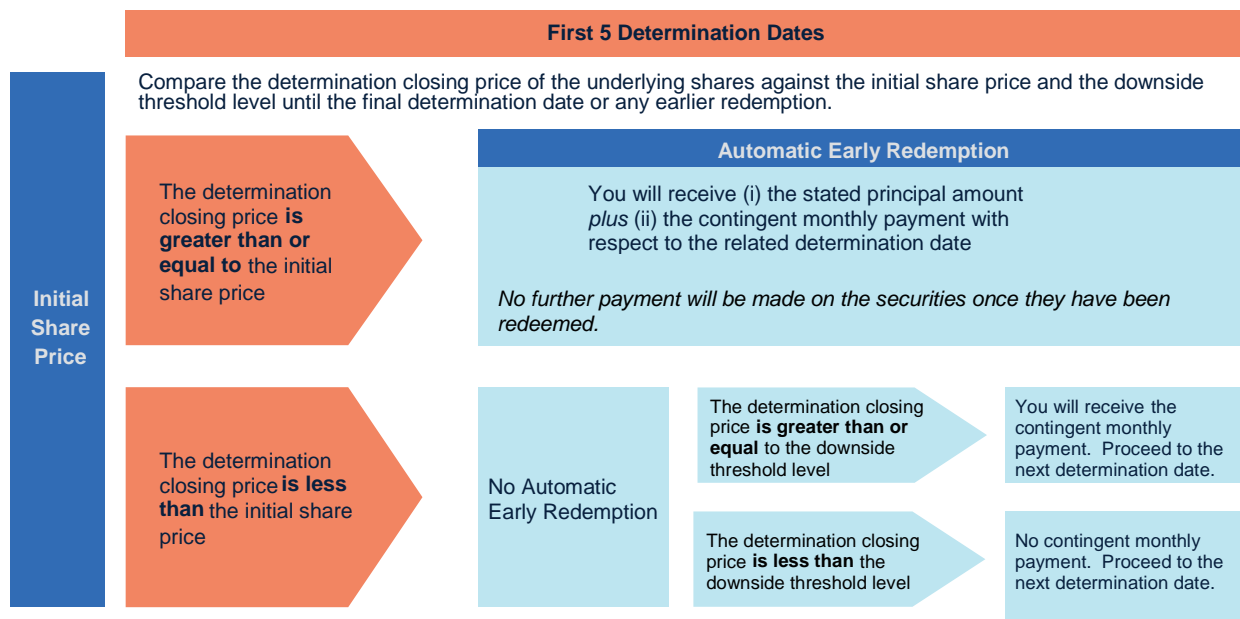 First 5 Determination Dates
Compare the determination closing price of the underlying shares against the initial share price and the downside
threshold level until the final determination date or any earlier redemption.
Initial
Share
Price
The determination
closing price is
greater than or
equal to the initial
share price
Automatic Early Redemption
You will receive (i) the stated principal amount
plus (ii) the contingent monthly payment with
respect to the related determination date
No further payment will be made on the securities once they have been
redeemed.
The determination
closing price is less
than the initial share
price
No Automatic
Early Redemption
The determination closing
price is greater than or
equal to the downside
threshold level
You will receive the
contingent monthly
payment. Proceed to the
next determination date.
The determination closing
price is less than the
downside threshold level
No contingent monthly
payment. Proceed to the
next determination date.